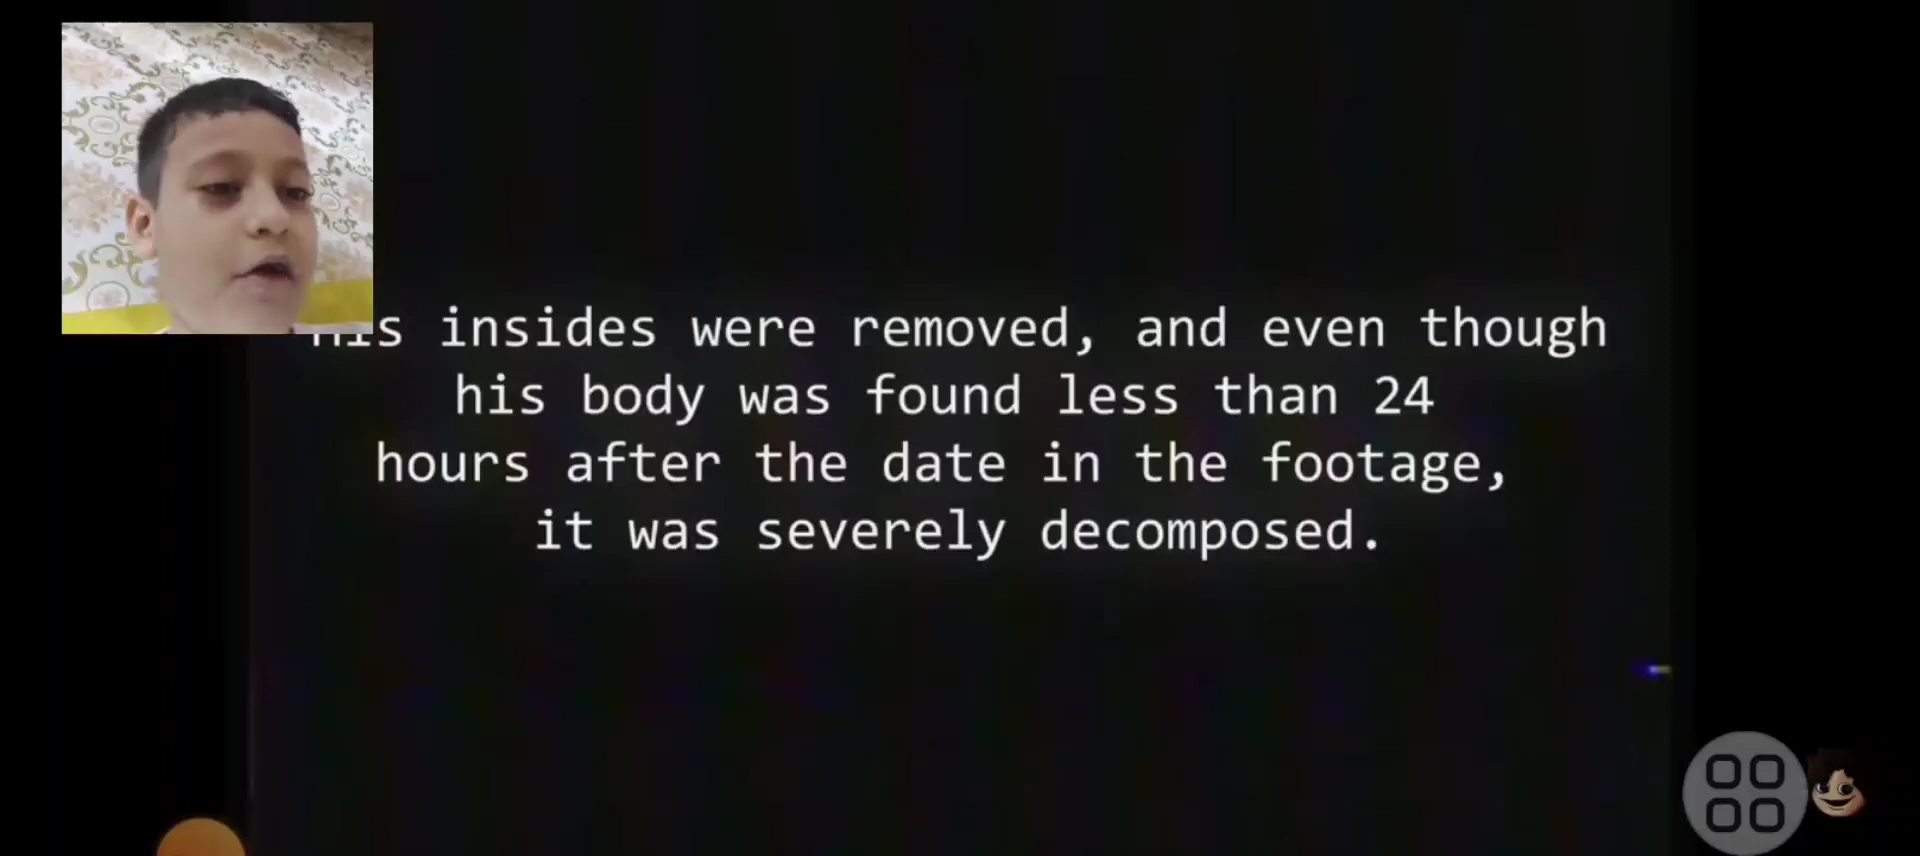 His insides were removed, and even though
his body was found less than 24
hours after the date in the footage,
it was severely decomposed.